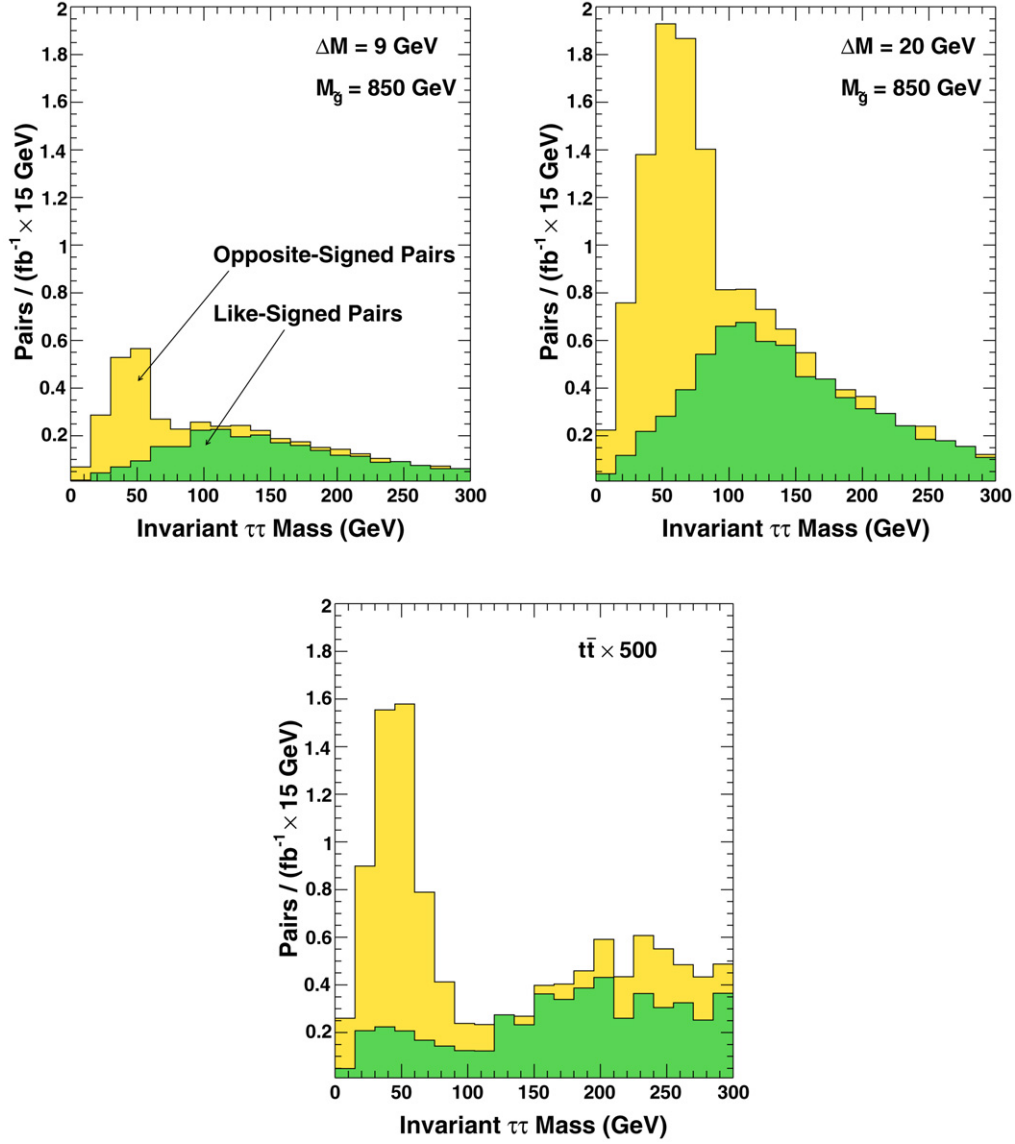 ΔM = 9 GeV
M_g̃ = 850 GeV
Opposite-Signed Pairs
Like-Signed Pairs
Pairs / (fb⁻¹ × 15 GeV)
2
1.8
1.6
1.4
1.2
1
0.8
0.6
0.4
0.2
0 50 100 150 200 250 300
Invariant ττ Mass (GeV)
ΔM = 20 GeV
M_g̃ = 850 GeV
Pairs / (fb⁻¹ × 15 GeV)
2
1.8
1.6
1.4
1.2
1
0.8
0.6
0.4
0.2
0 50 100 150 200 250 300
Invariant ττ Mass (GeV)
tt̄ × 500
Pairs / (fb⁻¹ × 15 GeV)
2
1.8
1.6
1.4
1.2
1
0.8
0.6
0.4
0.2
0 50 100 150 200 250 300
Invariant ττ Mass (GeV)